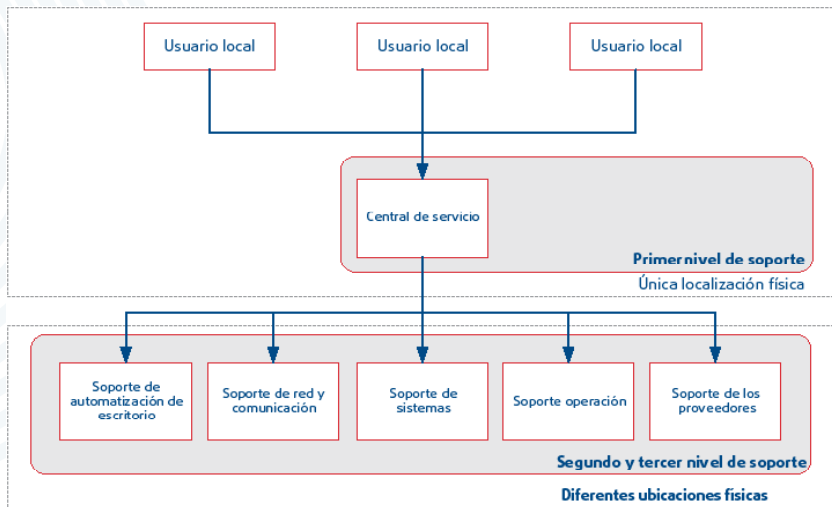 Usuario local
Usuario local
Usuario local
Central de servicio
Primer nivel de soporte
Única localización física
Soporte de
automatización de
escritorio
Soporte de red y
comunicación
Soporte de
sistemas
Soporte operación
Soporte de los
proveedores
Segundo y tercer nivel de soporte
Diferentes ubicaciones físicas